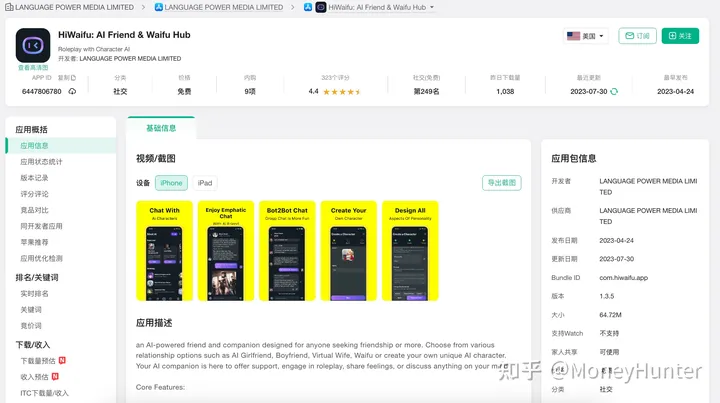 LANGUAGE POWER MEDIA LIMITED > LANGUAGE POWER MEDIA LIMITED > HiWaifu: AI Friend & Waifu Hub
HiWaifu: AI Friend & Waifu Hub
美国
订阅
关注
Roleplay with Character AI
开发者: LANGUAGE POWER MEDIA LIMITED
查看高清图
APP ID 复制 分类 价格 内购 323个评分 社交(免费) 昨日下载量 最近更新 最早发布
6447806780 社交 免费 9项 4.4 第249名 1,038 2023-07-30 2023-04-24
应用概括
应用信息
应用状态统计
版本记录
评分评论
竞品对比
同开发者应用
苹果推荐
应用优化检测
排名/关键词
实时排名
关键词
竞价词
下载/收入
下载量预估 N
收入预估 N
ITC下载量/收入
基础信息
视频/截图
设备 iPhone iPad
导出截图
Chat With
AI Characters
Enjoy Emphatic
Chat
With AI Friend
Bot2Bot Chat
Group Chat is More Fun
Create Your
Own Character
Design All
Aspects Of Personality
应用描述
an AI-powered friend and companion designed for anyone seeking friendship or more. Choose from various
relationship options such as AI Girlfriend, Boyfriend, Virtual Wife, Waifu or create your own unique AI character.
Your AI companion is here to offer support, engage in roleplay, share feelings, or discuss anything on your mind.
Core Features:
应用包信息
开发者 LANGUAGE POWER MEDIA LIMI
TED
供应商 LANGUAGE POWER MEDIA LIMI
TED
发布日期 2023-04-24
更新日期 2023-07-30
Bundle ID com.hiwaifu.app
版本 1.3.5
大小 64.72M
支持Watch 不支持
家人共享 可使用
分类 社交
知乎 @MoneyHunter